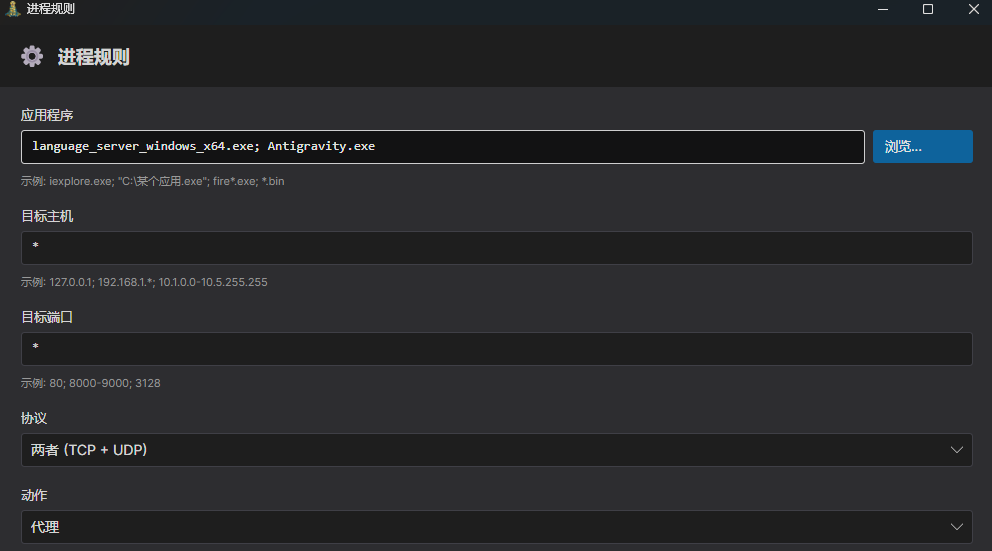 进程规则
进程规则
应用程序
language_server_windows_x64.exe; Antigravity.exe
浏览...
示例: iexplore.exe; "C:\某个应用.exe"; fire*.exe; *.bin
目标主机
*
示例: 127.0.0.1; 192.168.1.*; 10.1.0.0-10.5.255.255
目标端口
*
示例: 80; 8000-9000; 3128
协议
两者 (TCP + UDP)
动作
代理